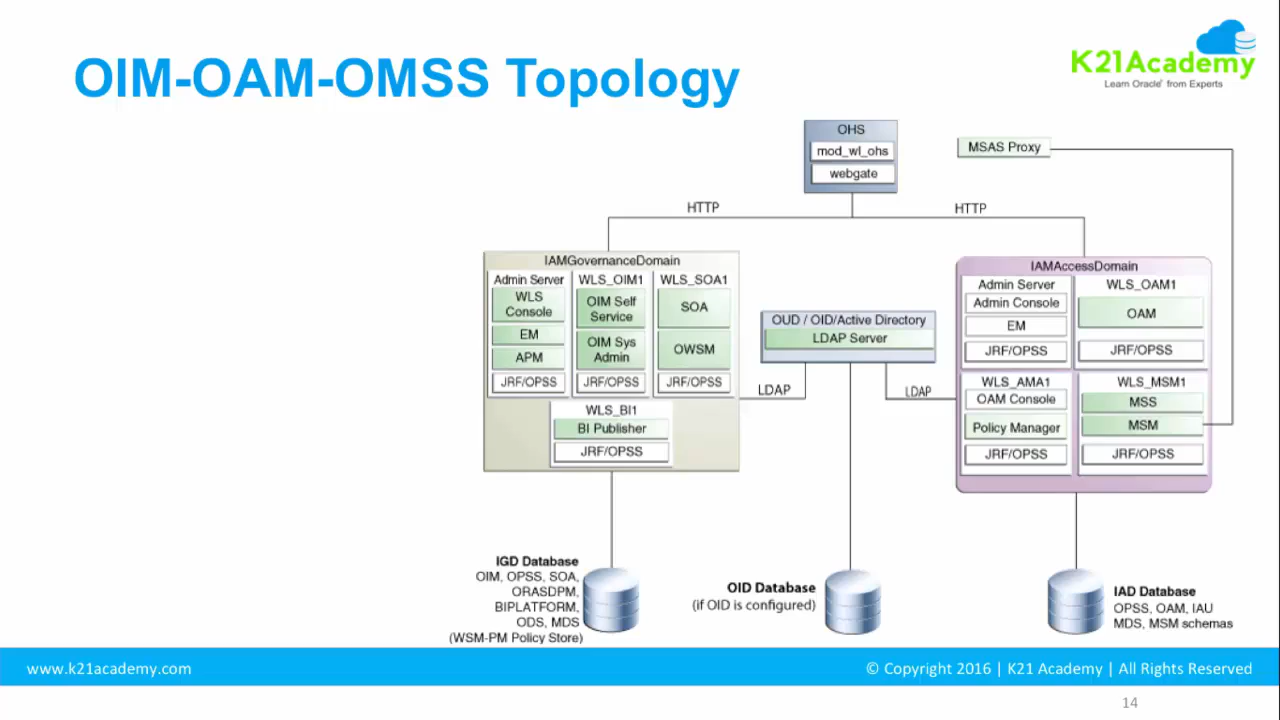 OIM-OAM-OMSS Topology
K21Academy
Learn Oracle' from Experts
OHS
mod_wl_ohs
webgate
MSAS Proxy
HTTP
HTTP
IAMGovernanceDomain
Admin Server
WLS
Console
EM
APM
JRF/OPSS
WLS_OIM1
OIM Self
Service
OIM Sys
Admin
JRF/OPSS
WLS_SOA1
SOA
OWSM
JRF/OPSS
WLS_BI1
BI Publisher
JRF/OPSS
OUD / OID/Active Directory
LDAP Server
LDAP
LDAP
IAMAccessDomain
Admin Server
Admin Console
EM
JRF/OPSS
WLS_OAM1
OAM
JRF/OPSS
WLS_AMA1
OAM Console
Policy Manager
JRF/OPSS
WLS_MSM1
MSS
MSM
JRF/OPSS
IGD Database
OIM, OPSS, SOA,
ORASDPM,
BIPLATFORM,
ODS, MDS
(WSM-PM Policy Store)
OID Database
(if OID is configured)
IAD Database
OPSS, OAM, IAU
MDS, MSM schemas
www.k21academy.com
© Copyright 2016 | K21 Academy | All Rights Reserved
14